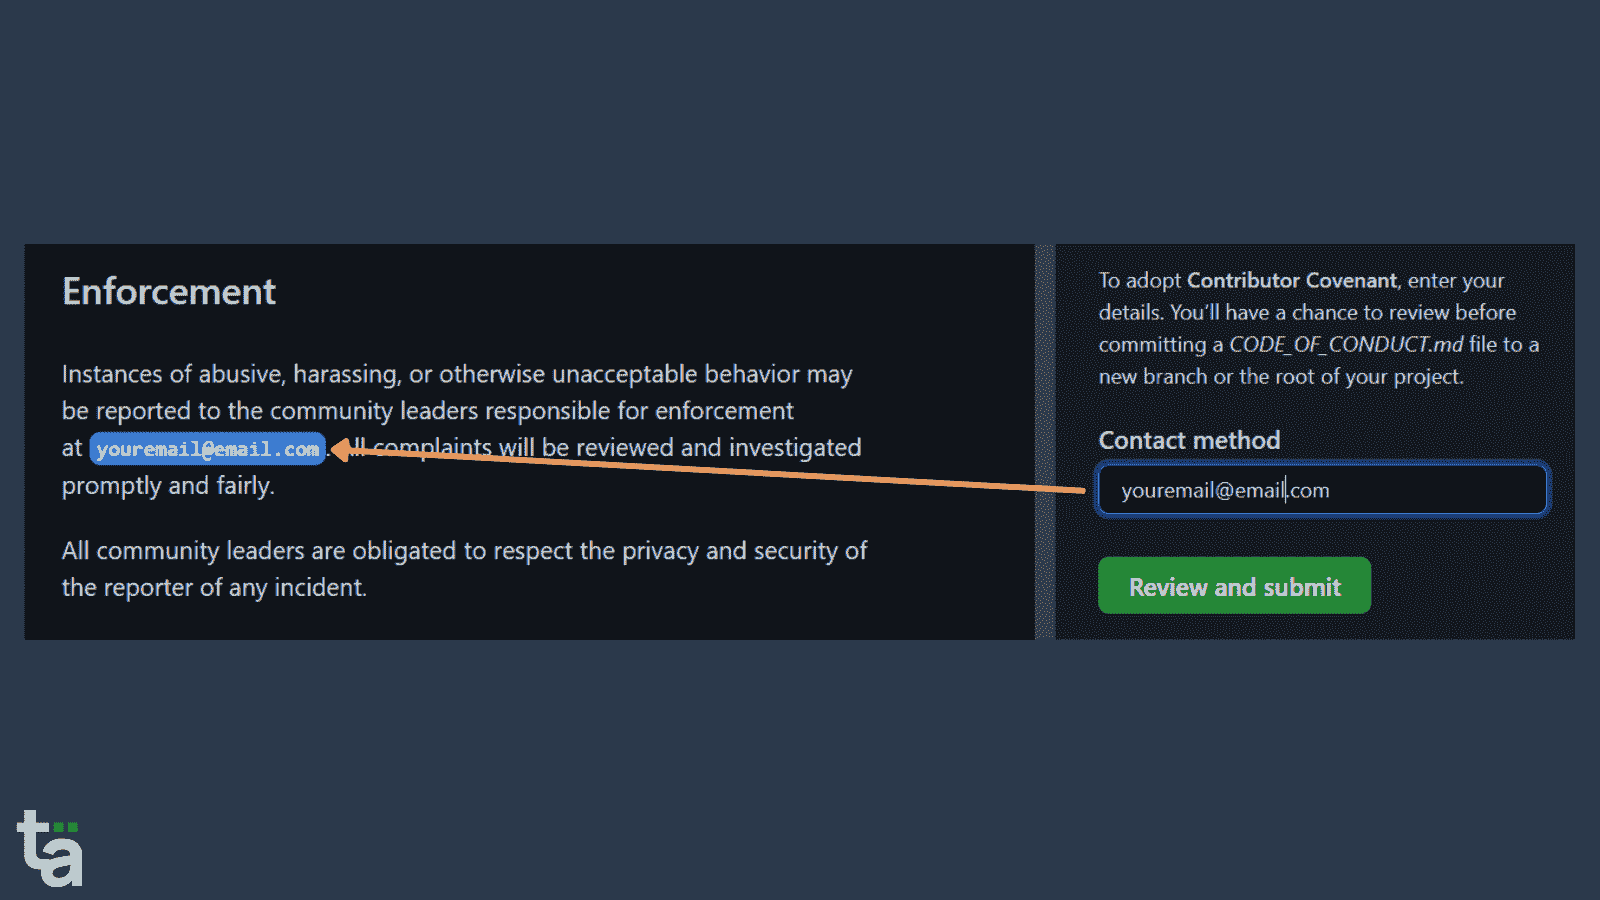 Enforcement
Instances of abusive, harassing, or otherwise unacceptable behavior may
be reported to the community leaders responsible for enforcement
at youremail@email.com. All complaints will be reviewed and investigated
promptly and fairly.
All community leaders are obligated to respect the privacy and security of
the reporter of any incident.
To adopt Contributor Covenant, enter your
details. You'll have a chance to review before
committing a CODE_OF_CONDUCT.md file to a
new branch or the root of your project.
Contact method
youremail@email.com
Review and submit
tä